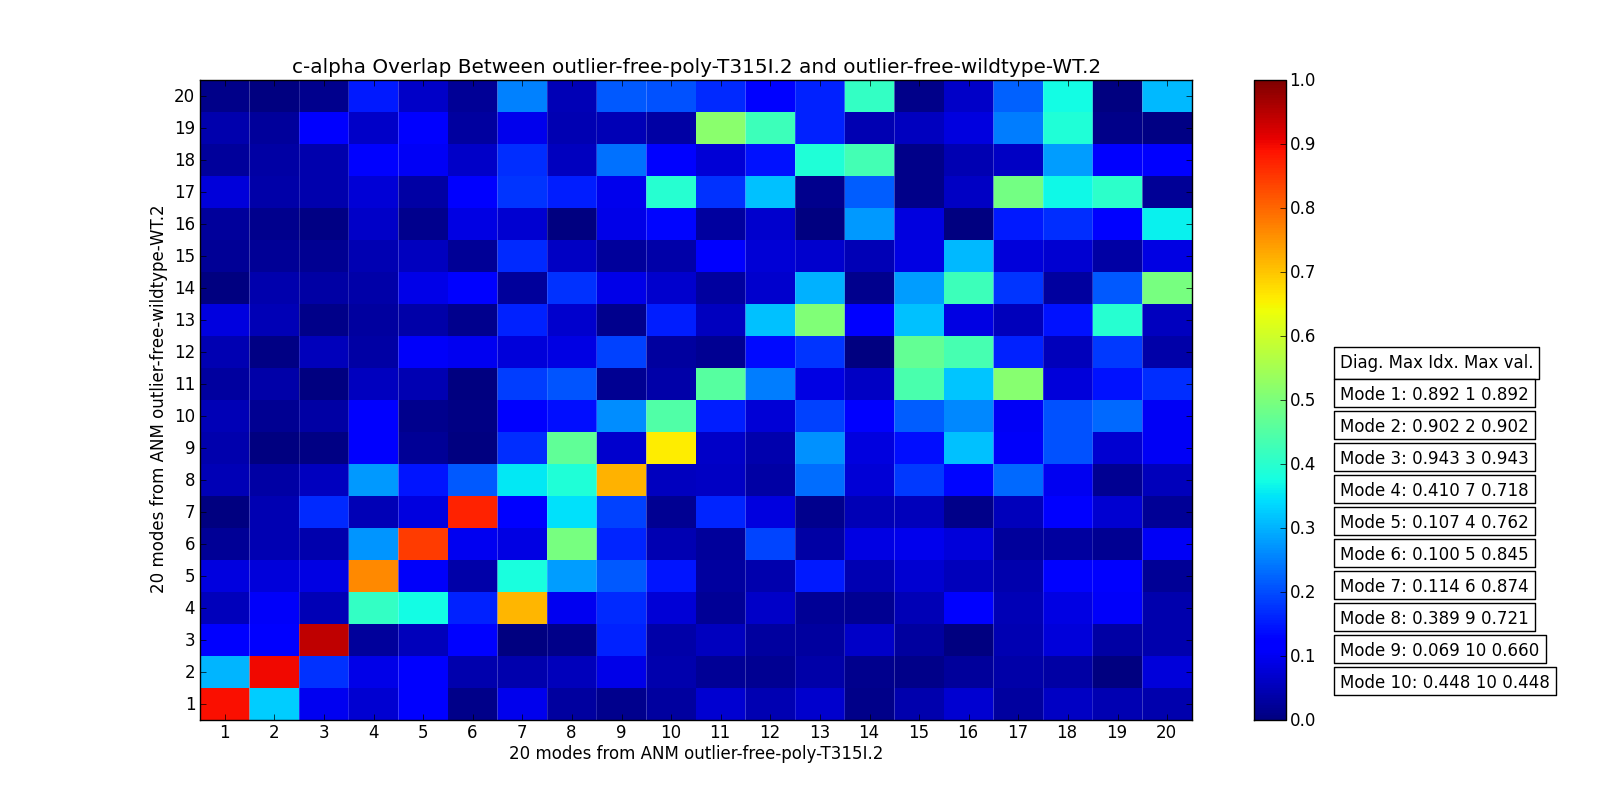 c-alpha Overlap Between outlier-free-poly-T315I.2 and outlier-free-wildtype-WT.2
20 modes from ANM outlier-free-wildtype-WT.2
20
19
18
17
16
15
14
13
12
11
10
9
8
7
6
5
4
3
2
1
1 2 3 4 5 6 7 8 9 10 11 12 13 14 15 16 17 18 19 20
20 modes from ANM outlier-free-poly-T315I.2
1.0
0.9
0.8
0.7
0.6
0.5
0.4
0.3
0.2
0.1
0.0
Diag. Max Idx. Max val.
Mode 1: 0.892 1 0.892
Mode 2: 0.902 2 0.902
Mode 3: 0.943 3 0.943
Mode 4: 0.410 7 0.718
Mode 5: 0.107 4 0.762
Mode 6: 0.100 5 0.845
Mode 7: 0.114 6 0.874
Mode 8: 0.389 9 0.721
Mode 9: 0.069 10 0.660
Mode 10: 0.448 10 0.448